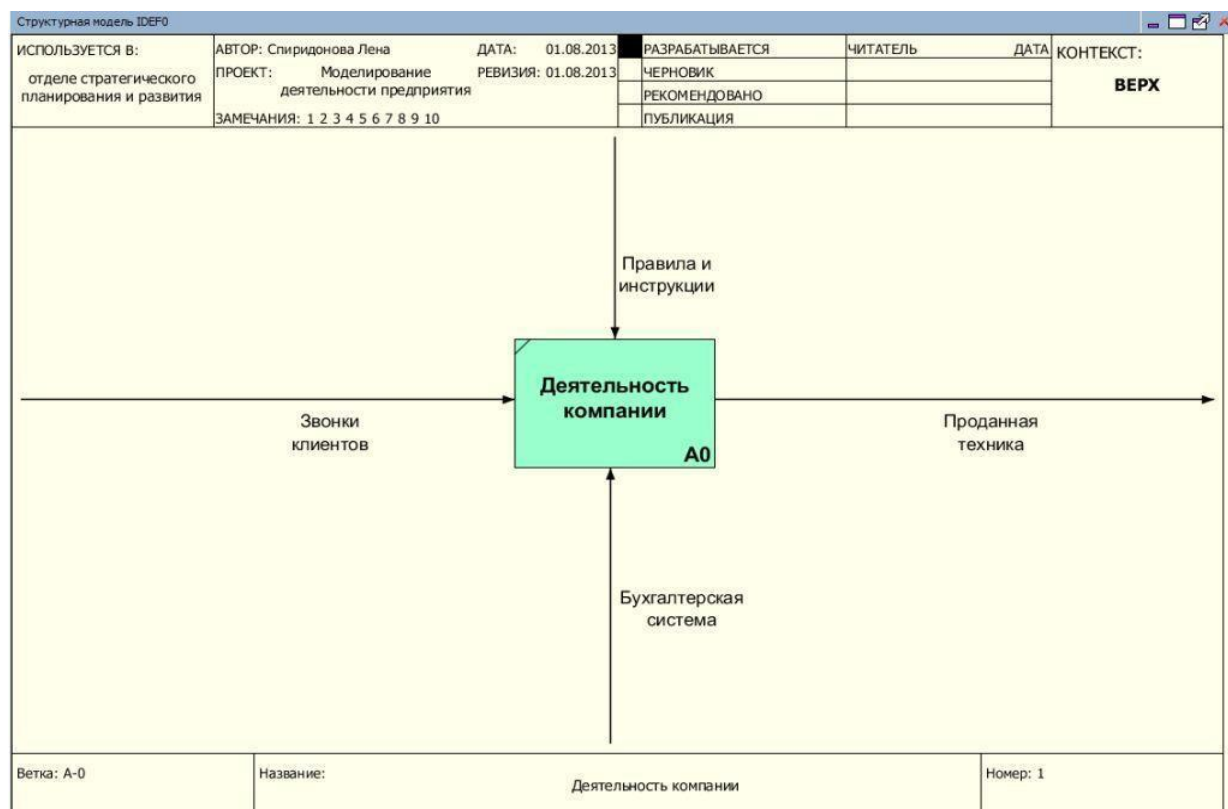 Структурная модель IDEF0
ИСПОЛЬЗУЕТСЯ В:
отделе стратегического
планирования и развития
АВТОР: Спиридонова Лена
ДАТА: 01.08.2013
ПРОЕКТ: Моделирование
деятельности предприятия
РЕВИЗИЯ: 01.08.2013
ЗАМЕЧАНИЯ: 1 2 3 4 5 6 7 8 9 10
РАЗРАБАТЫВАЕТСЯ
ЧЕРНОВИК
РЕКОМЕНДОВАНО
ПУБЛИКАЦИЯ
ЧИТАТЕЛЬ ДАТА
КОНТЕКСТ:
ВЕРХ
Правила и
инструкции
Деятельность
компании
A0
Звонки
клиентов
Проданная
техника
Бухгалтерская
система
Ветка: A-0
Название:
Деятельность компании
Номер: 1